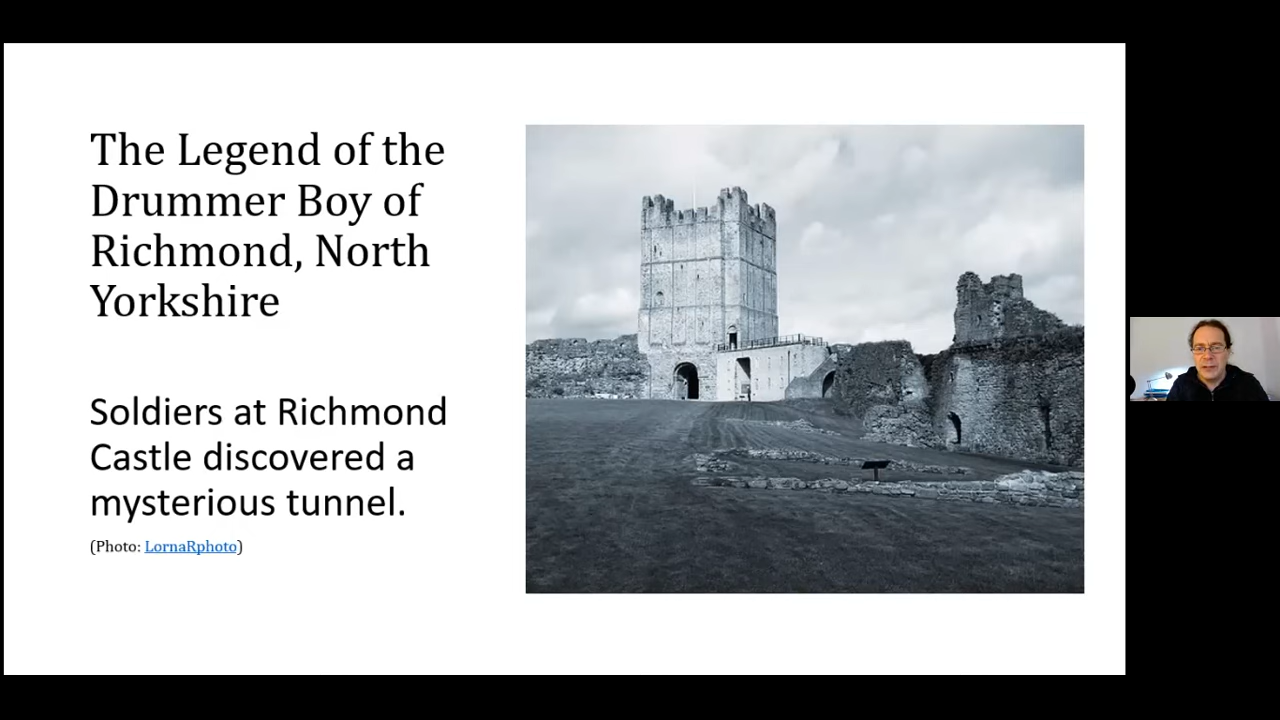 The Legend of the
Drummer Boy of
Richmond, North
Yorkshire
Soldiers at Richmond
Castle discovered a
mysterious tunnel.
(Photo: LornaRphoto)